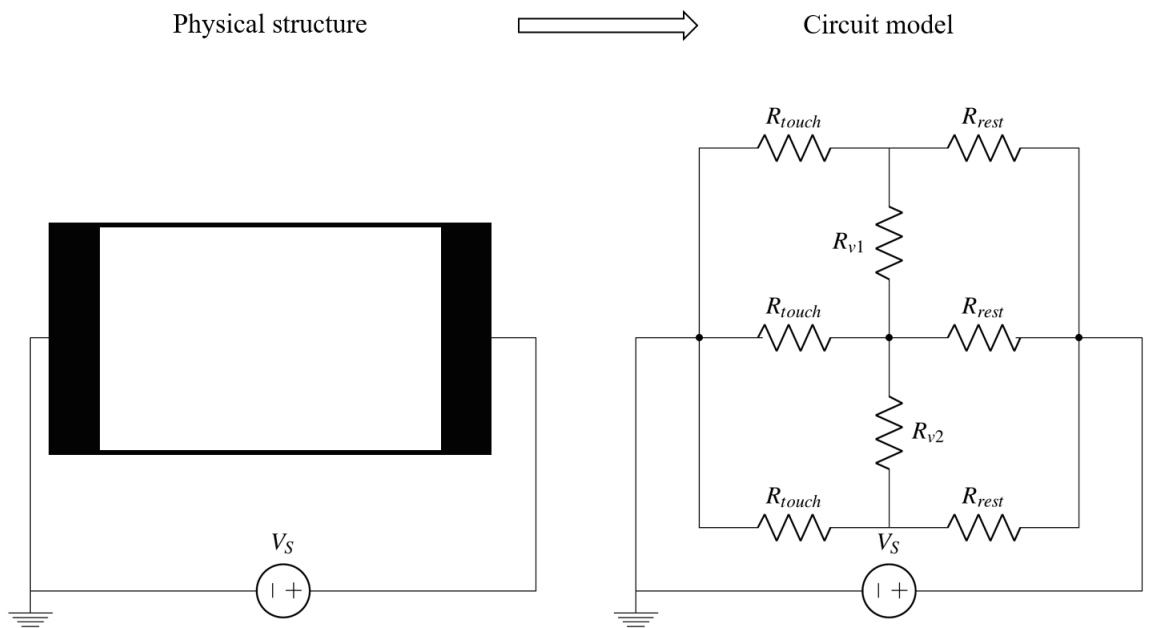 Physical structure
Circuit model
R_touch
R_rest
R_v1
R_touch
R_rest
R_v2
R_touch
R_rest
V_S
V_S